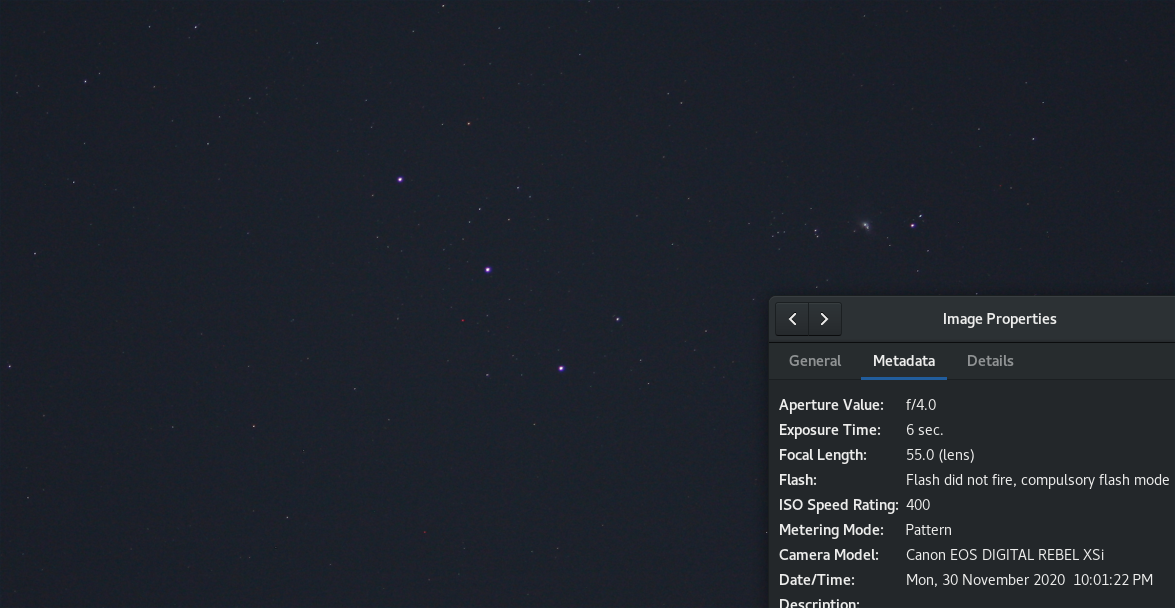 Image Properties
General Metadata Details
Aperture Value: f/4.0
Exposure Time: 6 sec.
Focal Length: 55.0 (lens)
Flash: Flash did not fire, compulsory flash mode
ISO Speed Rating: 400
Metering Mode: Pattern
Camera Model: Canon EOS DIGITAL REBEL XSi
Date/Time: Mon, 30 November 2020 10:01:22 PM
Description: